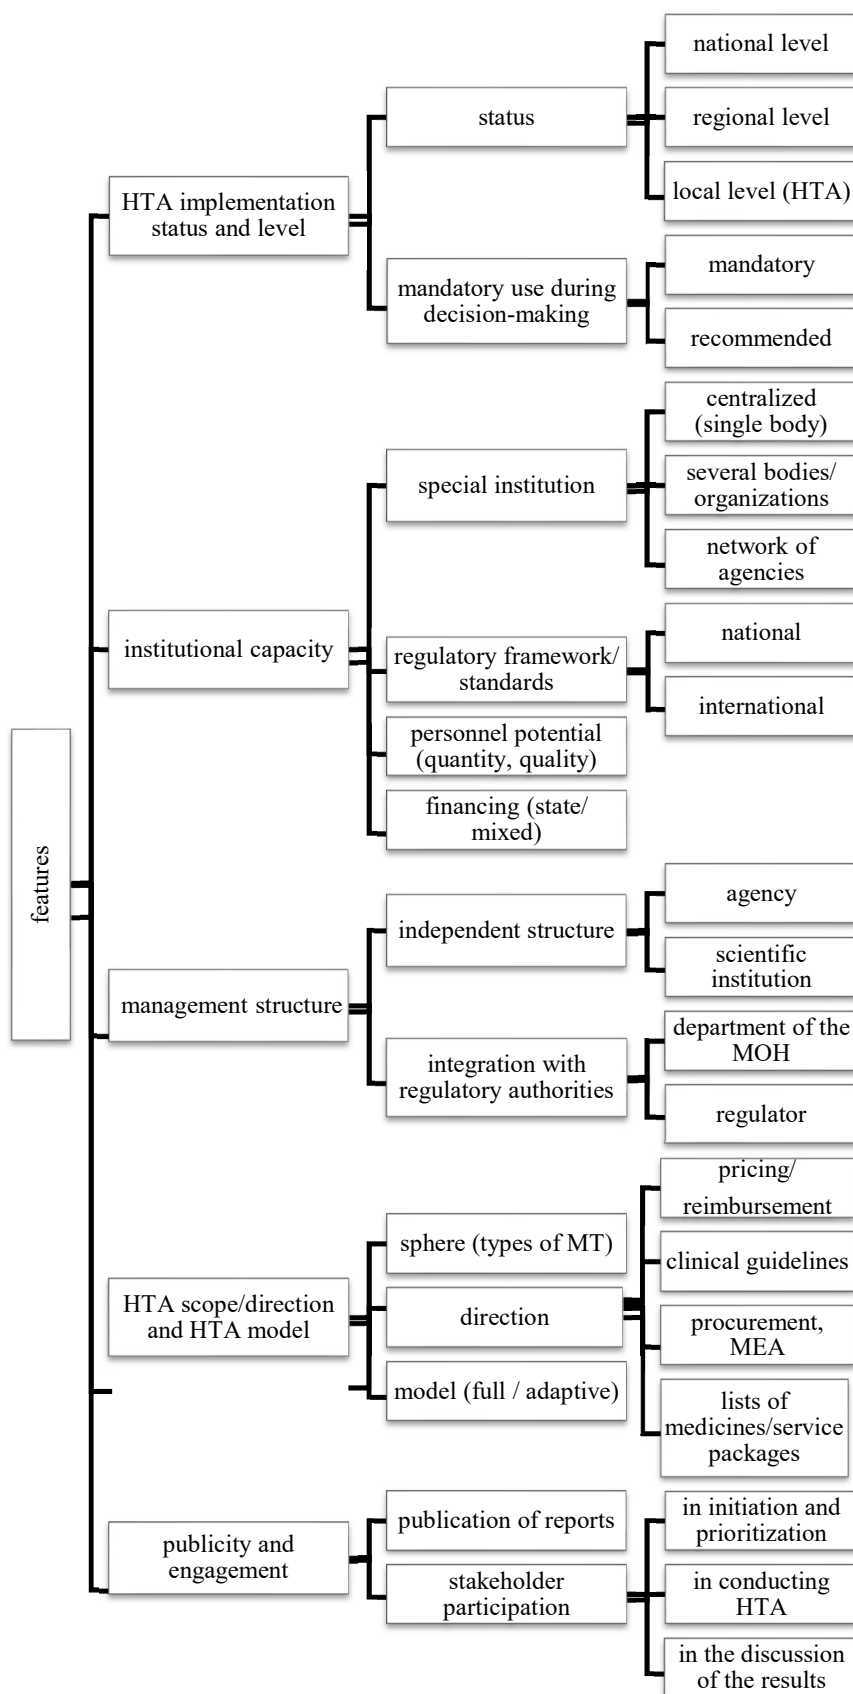 features
HTA implementation
status and level
status
national level
regional level
local level (HTA)
mandatory use during
decision-making
mandatory
recommended
institutional capacity
special institution
centralized
(single body)
several bodies/
organizations
network of
agencies
regulatory framework/
standards
national
international
personnel potential
(quantity, quality)
financing (state/
mixed)
management structure
independent structure
agency
scientific
institution
integration with
regulatory authorities
department of the
MOH
regulator
HTA scope/direction
and HTA model
sphere (types of MT)
direction
pricing/
reimbursement
clinical guidelines
procurement,
MEA
lists of
medicines/service
packages
model (full / adaptive)
publicity and
engagement
publication of reports
stakeholder
participation
in initiation and
prioritization
in conducting
HTA
in the discussion
of the results